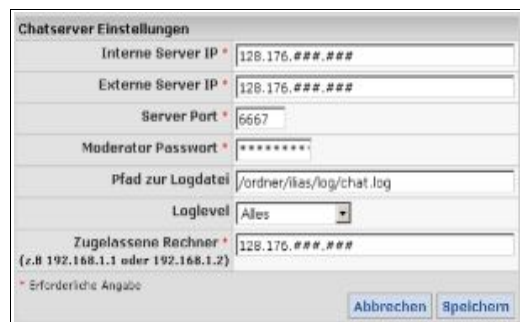 Chatserver Einstellungen
Interne Server IP * 128.176.###.###
Externe Server IP * 128.176.###.###
Server Port * 6667
Moderator Passwort * *********
Pfad zur Logdatei /ordner/ilias/log/chat.log
Loglevel Alles
Zugelassene Rechner * 128.176.###.###
(z.B 192.168.1.1 oder 192.168.1.2)
* Erforderliche Angabe
Abbrechen Speichern